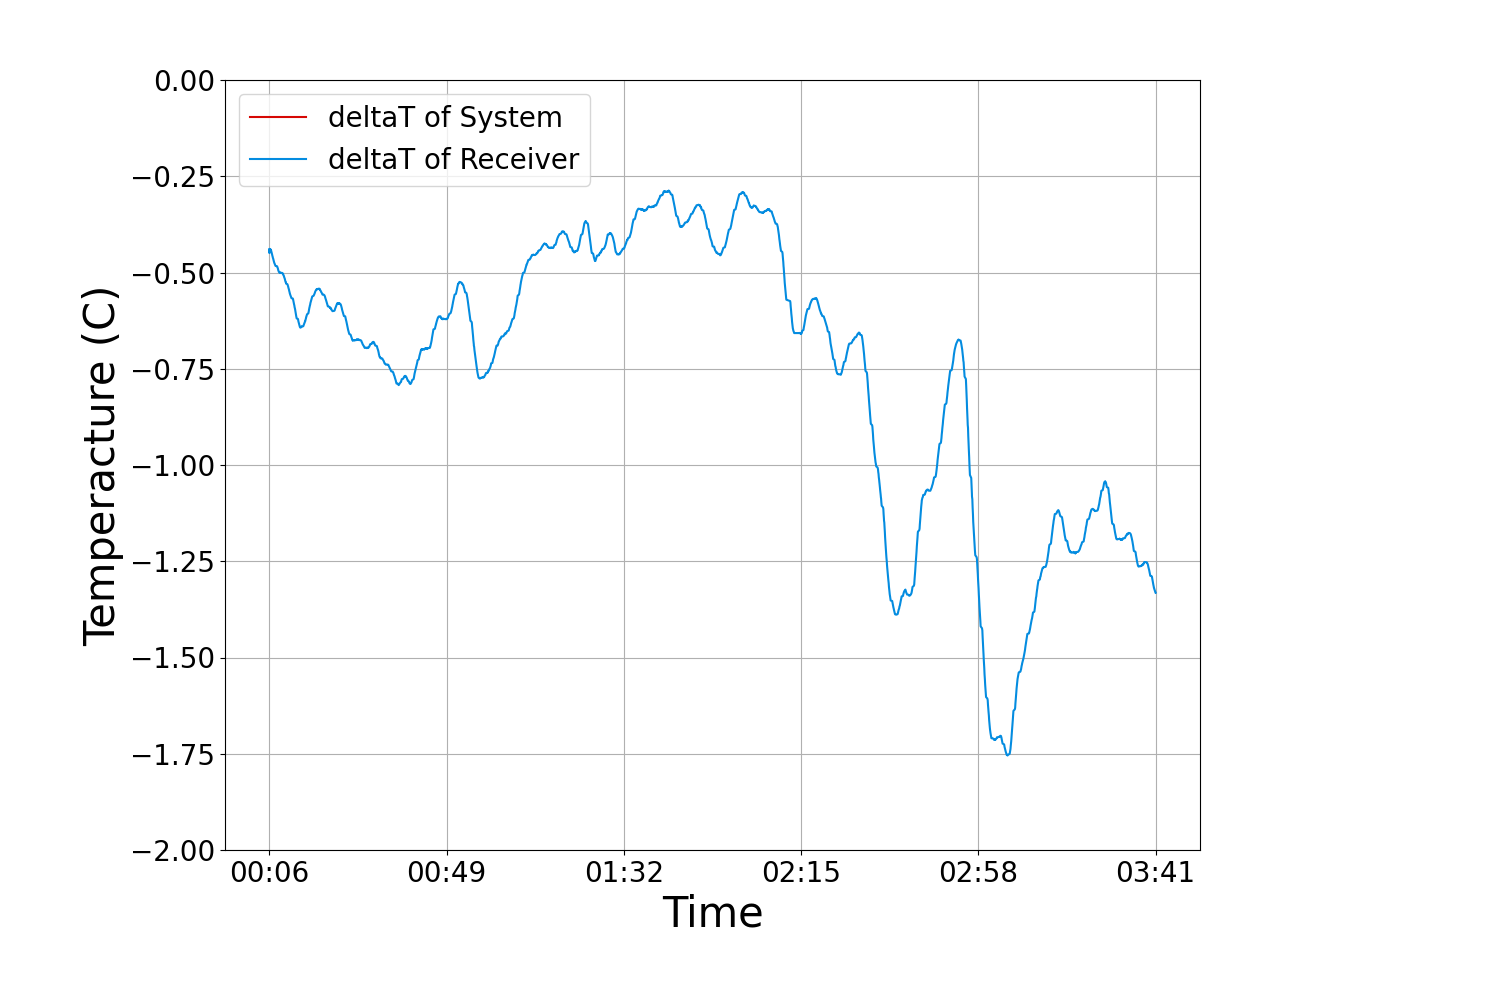 0.00
−0.25
−0.50
−0.75
−1.00
−1.25
−1.50
−1.75
−2.00
Temperacture (C)
deltaT of System
deltaT of Receiver
00:06 00:49 01:32 02:15 02:58 03:41
Time